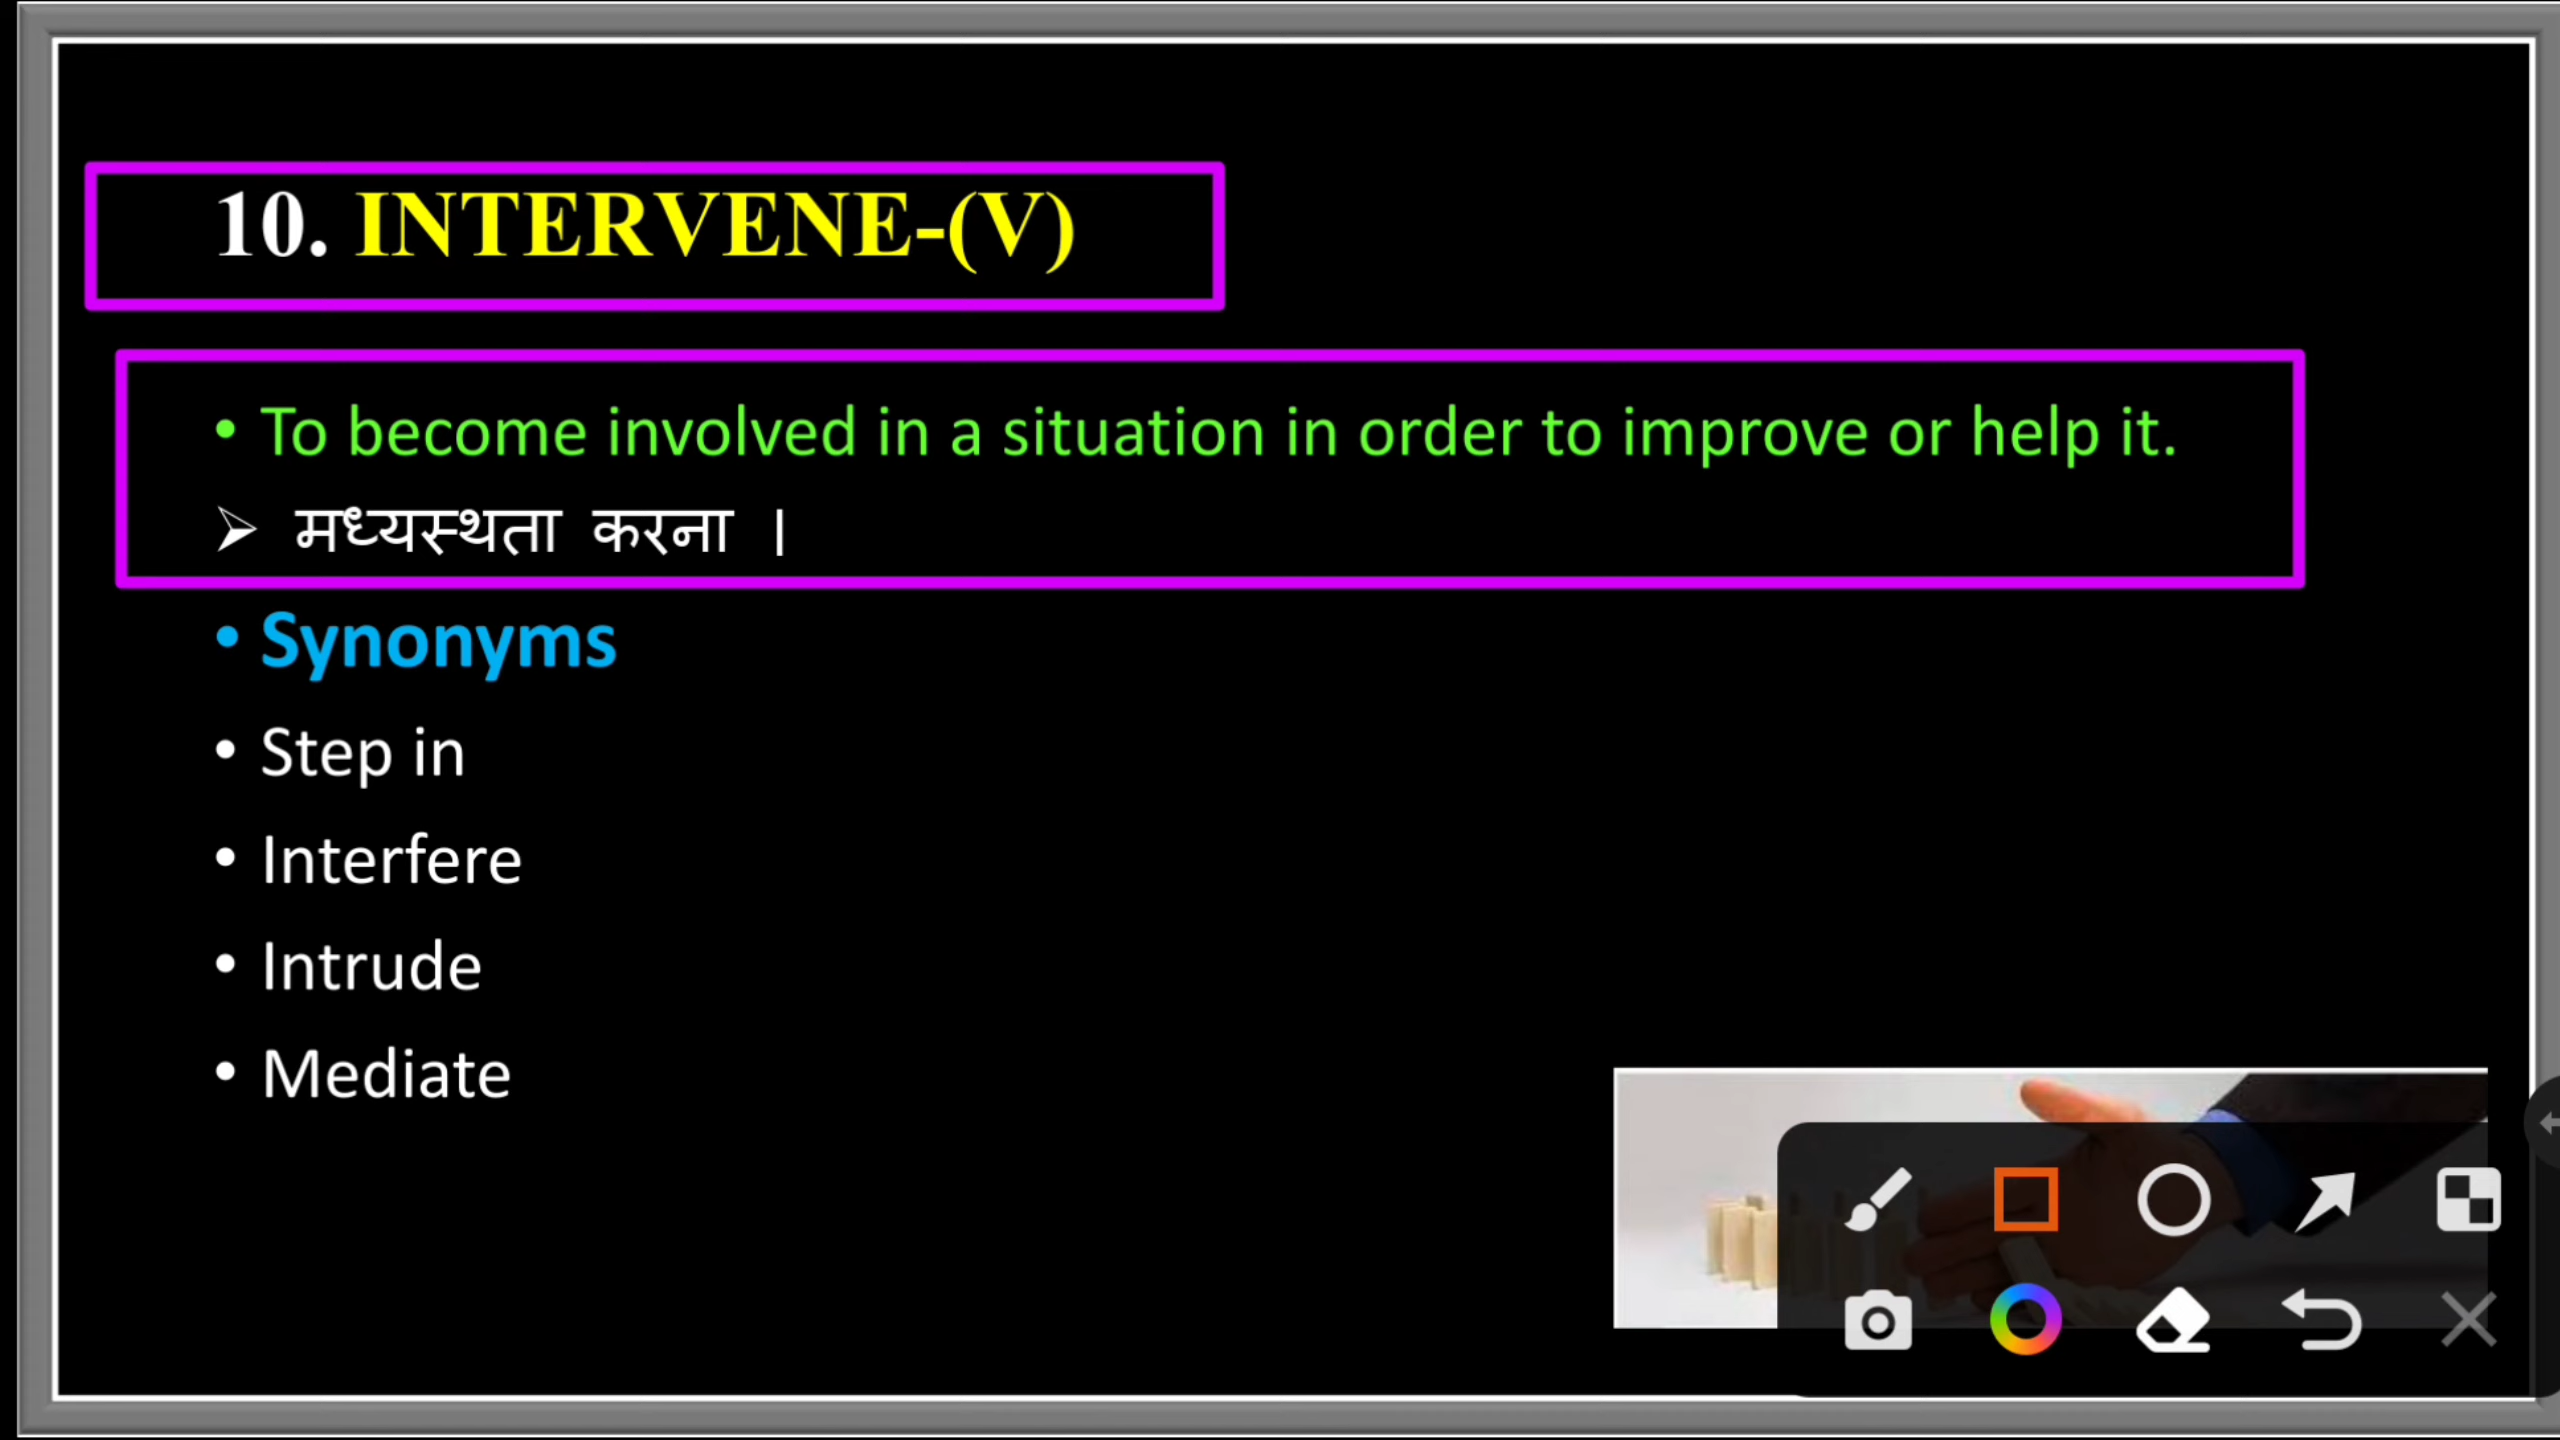 10. INTERVENE-(V)
• To become involved in a situation in order to improve or help it.
➢ मध्यस्थता करना ।
• Synonyms
• Step in
• Interfere
• Intrude
• Mediate